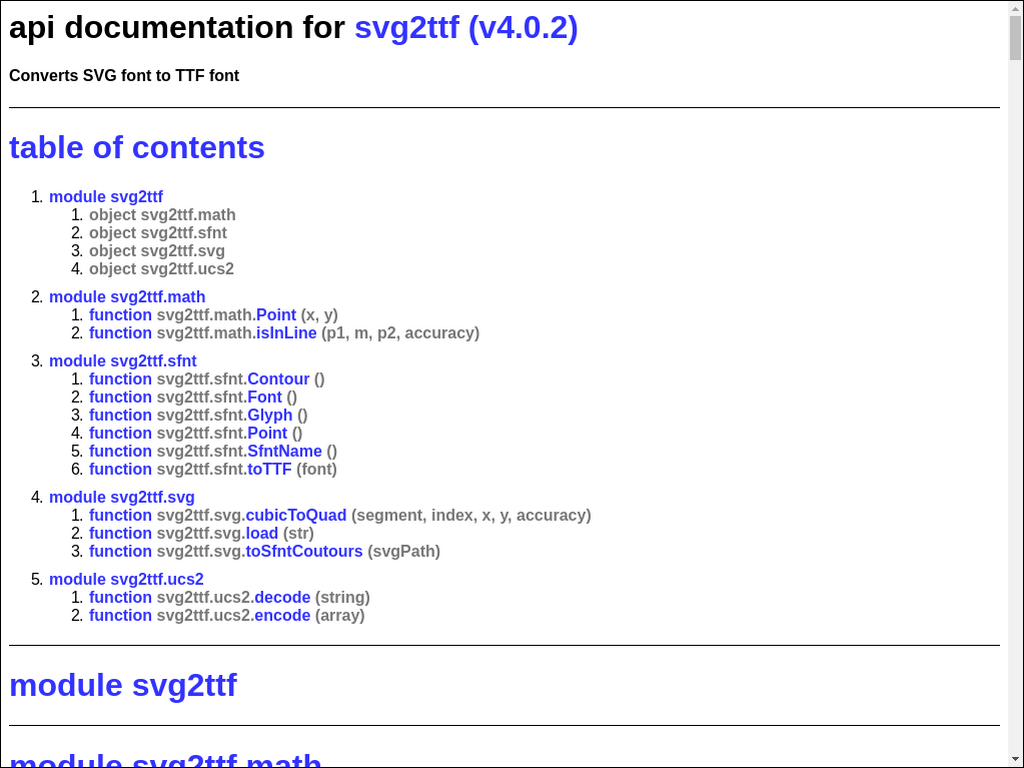 api documentation for svg2ttf (v4.0.2)
Converts SVG font to TTF font
table of contents
1. module svg2ttf
1. object svg2ttf.math
2. object svg2ttf.sfnt
3. object svg2ttf.svg
4. object svg2ttf.ucs2
2. module svg2ttf.math
1. function svg2ttf.math.Point (x, y)
2. function svg2ttf.math.isInLine (p1, m, p2, accuracy)
3. module svg2ttf.sfnt
1. function svg2ttf.sfnt.Contour ()
2. function svg2ttf.sfnt.Font ()
3. function svg2ttf.sfnt.Glyph ()
4. function svg2ttf.sfnt.Point ()
5. function svg2ttf.sfnt.SfntName ()
6. function svg2ttf.sfnt.toTTF (font)
4. module svg2ttf.svg
1. function svg2ttf.svg.cubicToQuad (segment, index, x, y, accuracy)
2. function svg2ttf.svg.load (str)
3. function svg2ttf.svg.toSfntCoutours (svgPath)
5. module svg2ttf.ucs2
1. function svg2ttf.ucs2.decode (string)
2. function svg2ttf.ucs2.encode (array)
module svg2ttf
module svg2ttf.math